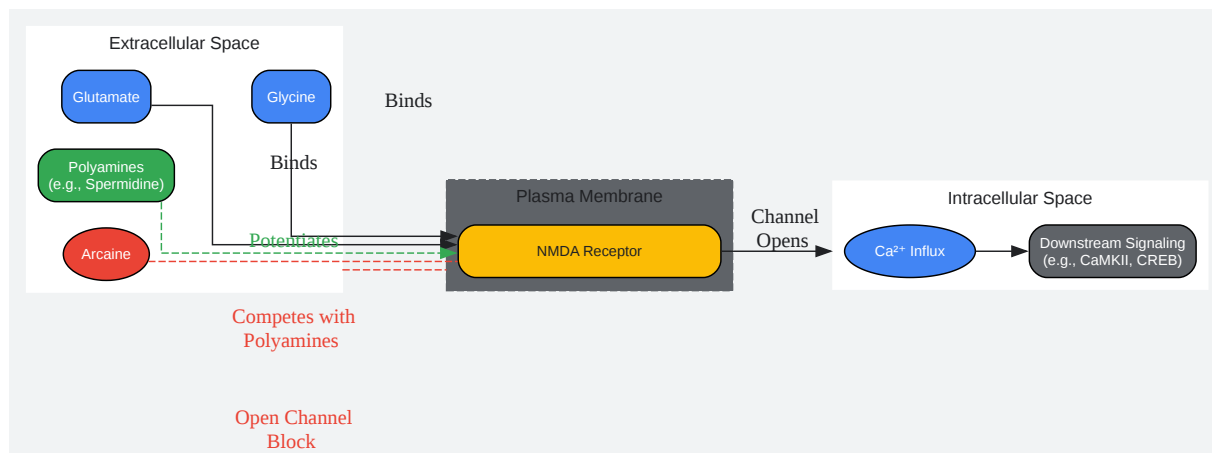 Extracellular Space
Glutamate
Glycine
Binds
Binds
Polyamines
(e.g., Spermidine)
Potentiates
Arcaine
Competes with
Polyamines
Open Channel
Block
Plasma Membrane
NMDA Receptor
Channel
Opens
Intracellular Space
Ca²⁺ Influx
Downstream Signaling
(e.g., CaMKII, CREB)